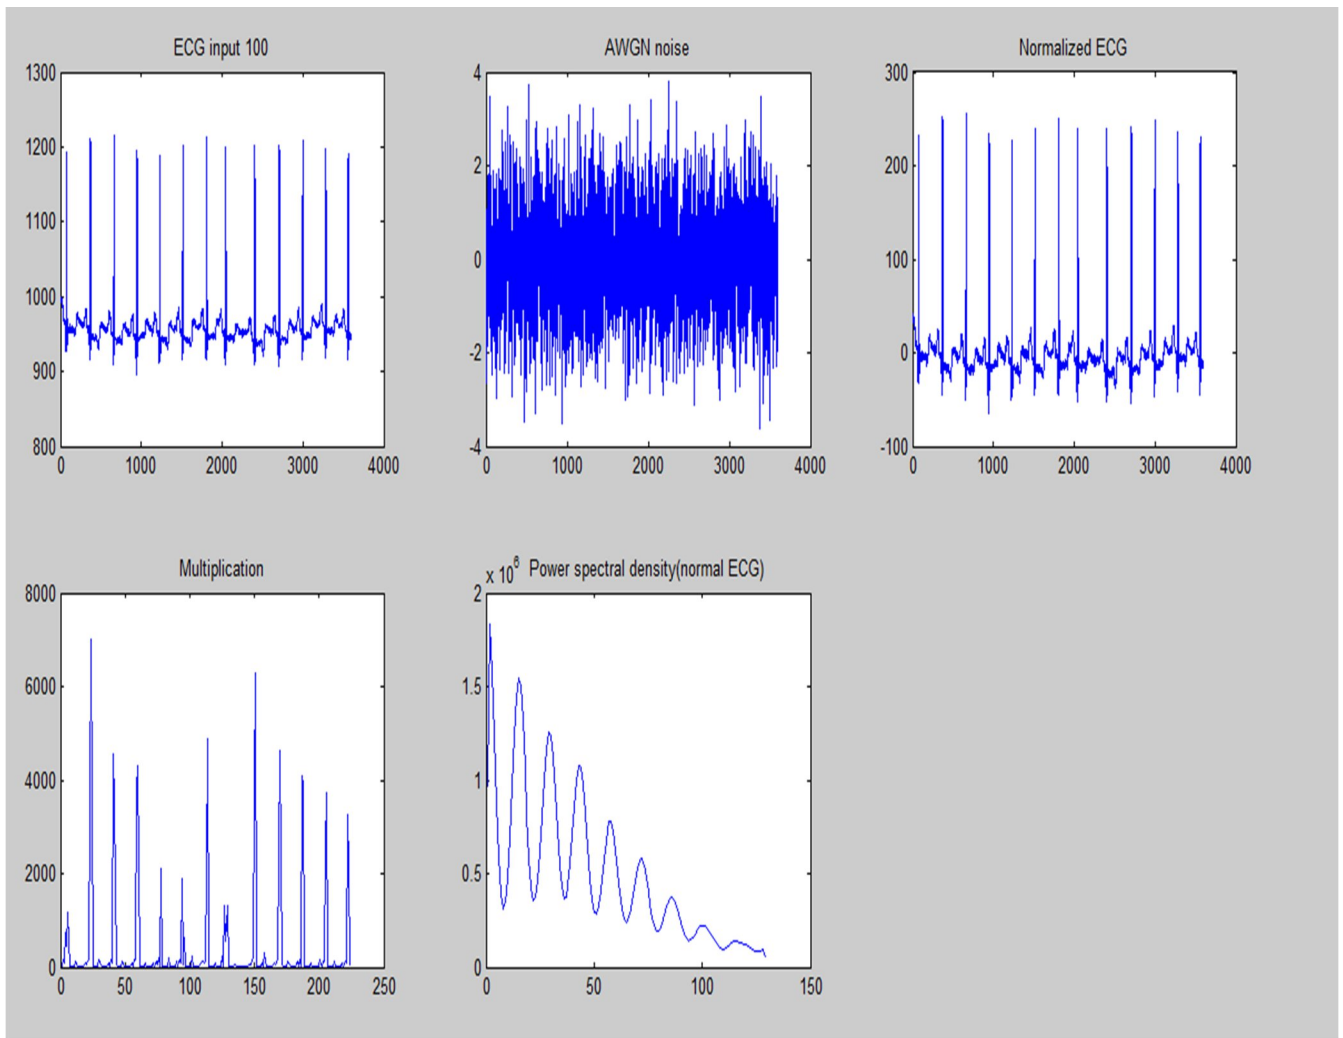 ECG input 100
1300
1200
1100
1000
900
800
0 1000 2000 3000 4000
AWGN noise
4
2
0
-2
-4
0 1000 2000 3000 4000
Normalized ECG
300
200
100
0
-100
0 1000 2000 3000 4000
Multiplication
8000
6000
4000
2000
0
0 50 100 150 200 250
x 10^6 Power spectral density(normal ECG)
2
1.5
1
0.5
0
0 50 100 150